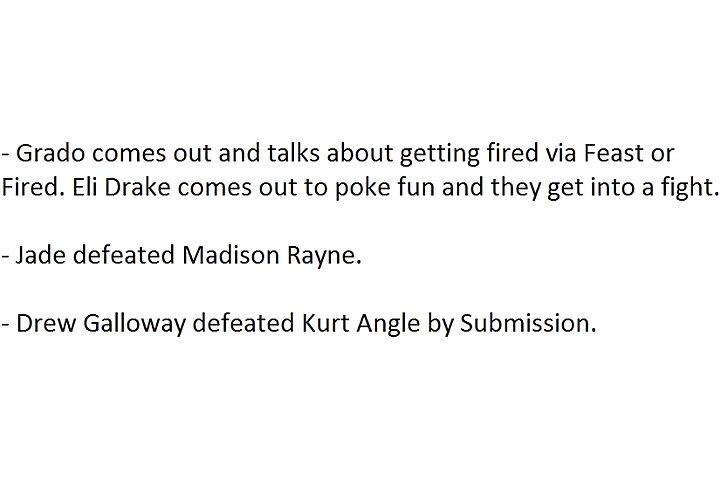 - Grado comes out and talks about getting fired via Feast or
Fired. Eli Drake comes out to poke fun and they get into a fight.
- Jade defeated Madison Rayne.
- Drew Galloway defeated Kurt Angle by Submission.